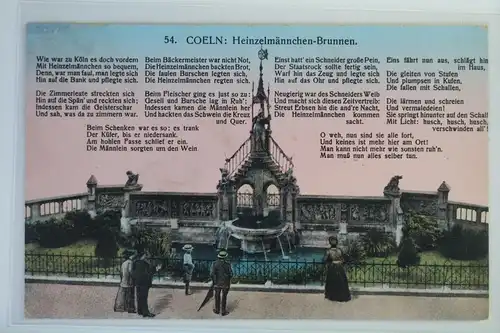 54. COELN: Heinzelmännchen-Brunnen.
Wie war zu Köln es doch vordem
Mit Heinzelmännchen so bequem,
Denn, war man faul, man legte sich
Hin auf die Bank und pflegte sich.
Die Zimmerleute streckten sich
Hin auf die Spän' und reckten sich;
Indessen kam die Geisterschar
Und sah, was da zu zimmern war.
Beim Bäckermeister war nicht Not,
Die Heinzelmännchen backten Brot,
Die faulen Burschen legten sich,
Die Heinzelmännchen regten sich.
Beim Fleischer ging es just so zu:
Gesell und Bursche lag in Ruh';
Indessen kamen die Männlein her
Und hackten das Schwein die Kreuz
und Quer.
Beim Schenken war es so: es trank
Der Küfer, bis er niedersank.
Am hohlen Fasse schlief er ein.
Die Männlein sorgten um den Wein
Einst hatt' ein Schneider große Pein,
Der Staatsrock sollte fertig sein,
Warf hin das Zeug und legte sich
Hin auf das Ohr und pflegte sich.
Neugierig war des Schneiders Weib
Und macht sich diesen Zeitvertreib:
Streut Erbsen hin die and're Nacht,
Die Heinzelmännchen kommen
sacht.
Eins fährt nun aus, schlägt hin
im Haus,
Die gleiten von Stufen
Und plumpsen in Kufen,
Die fallen mit Schallen,
Die lärmen und schreien
Und vermaledeien!
Sie springt hinunter auf den Schall
Mit Licht: husch, husch, husch,
verschwinden all'!
O weh, nun sind sie alle fort,
Und keines ist mehr hier am Ort!
Man kann nicht mehr wie sonsten ruh'n.
Man muß nun alles selber tun.